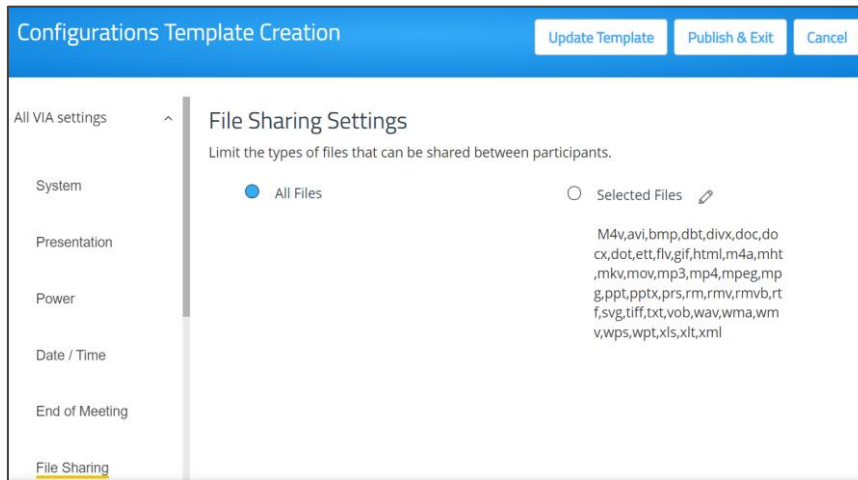 Configurations Template Creation
Update Template
Publish & Exit
Cancel
All VIA settings
System
Presentation
Power
Date / Time
End of Meeting
File Sharing
File Sharing Settings
Limit the types of files that can be shared between participants.
All Files
Selected Files
M4v,avi,bmp,dbt,divx,doc,do
cx,dot,ett,flv,gif,html,m4a,mht
,mkv,mov,mp3,mp4,mpeg,mp
g,ppt,pptx,prs,rm,rmv,rmvb,rt
f,svg,tiff,txt,vob,wav,wma,wm
v,wps,wpt,xls,xlt,xml